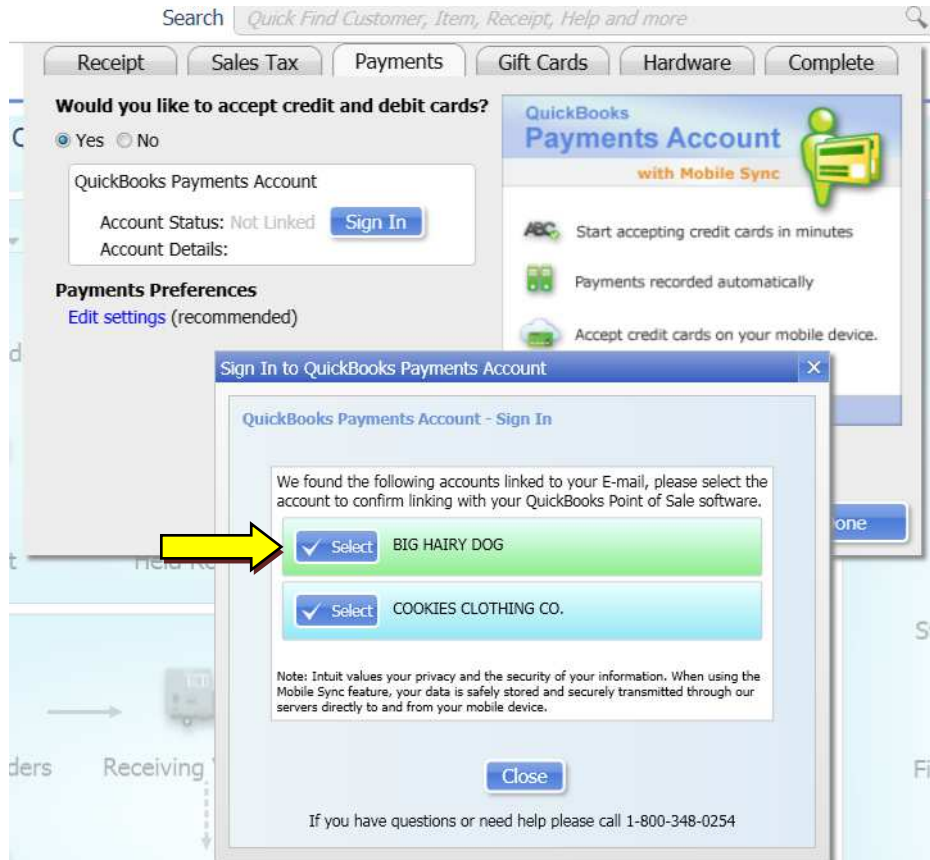 Search Quick Find Customer, Item, Receipt, Help and more
Receipt Sales Tax Payments Gift Cards Hardware Complete
Would you like to accept credit and debit cards?
Yes No
QuickBooks Payments Account
Account Status: Not Linked Sign In
Account Details:
Payments Preferences
Edit settings (recommended)
QuickBooks
Payments Account
with Mobile Sync
ABC Start accepting credit cards in minutes
Payments recorded automatically
Accept credit cards on your mobile device.
Sign In to QuickBooks Payments Account
QuickBooks Payments Account - Sign In
We found the following accounts linked to your E-mail, please select the
account to confirm linking with your QuickBooks Point of Sale software.
Select BIG HAIRY DOG
Select COOKIES CLOTHING CO.
Note: Intuit values your privacy and the security of your information. When using the
Mobile Sync feature, your data is safely stored and securely transmitted through our
servers directly to and from your mobile device.
Close
If you have questions or need help please call 1-800-348-0254
Receiving